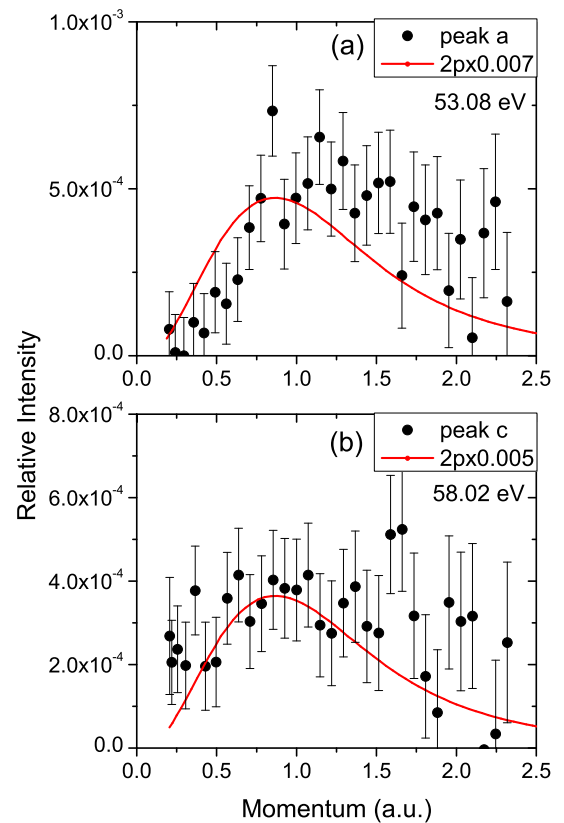 1.0x10⁻³
(a)
peak a
2px0.007
53.08 eV
5.0x10⁻⁴
0.0
0.0 0.5 1.0 1.5 2.0 2.5
Relative Intensity
8.0x10⁻⁴
(b)
peak c
2px0.005
58.02 eV
6.0x10⁻⁴
4.0x10⁻⁴
2.0x10⁻⁴
0.0
0.0 0.5 1.0 1.5 2.0 2.5
Momentum (a.u.)